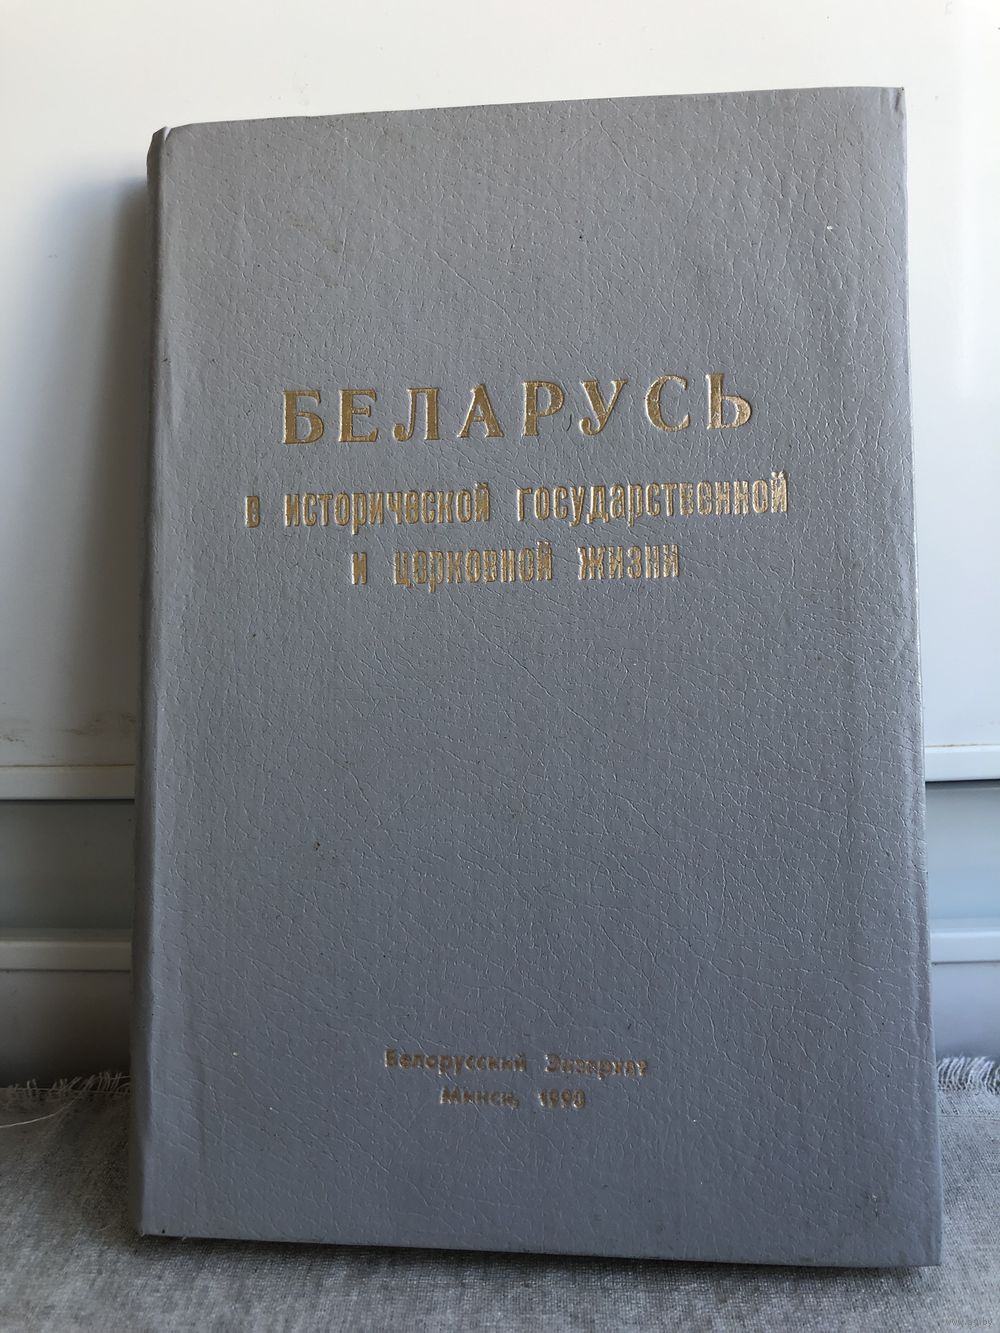 БЕЛАРУСЬ
в исторической государственной
и церковной жизни
Белорусский Экзархат
Минск, 1990